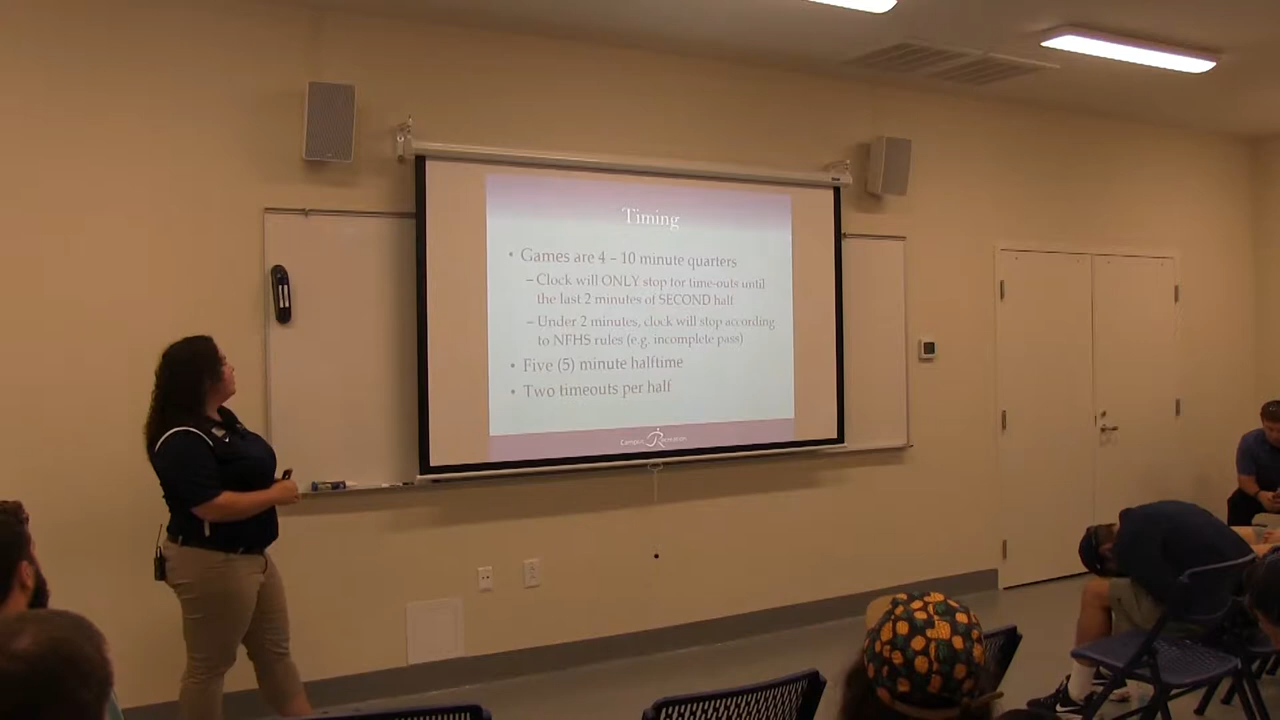 Timing
• Games are 4 – 10 minute quarters
– Clock will ONLY stop for time-outs until
the last 2 minutes of SECOND half
– Under 2 minutes, clock will stop according
to NFHS rules (e.g. incomplete pass)
• Five (5) minute halftime
• Two timeouts per half
Campus Recreation